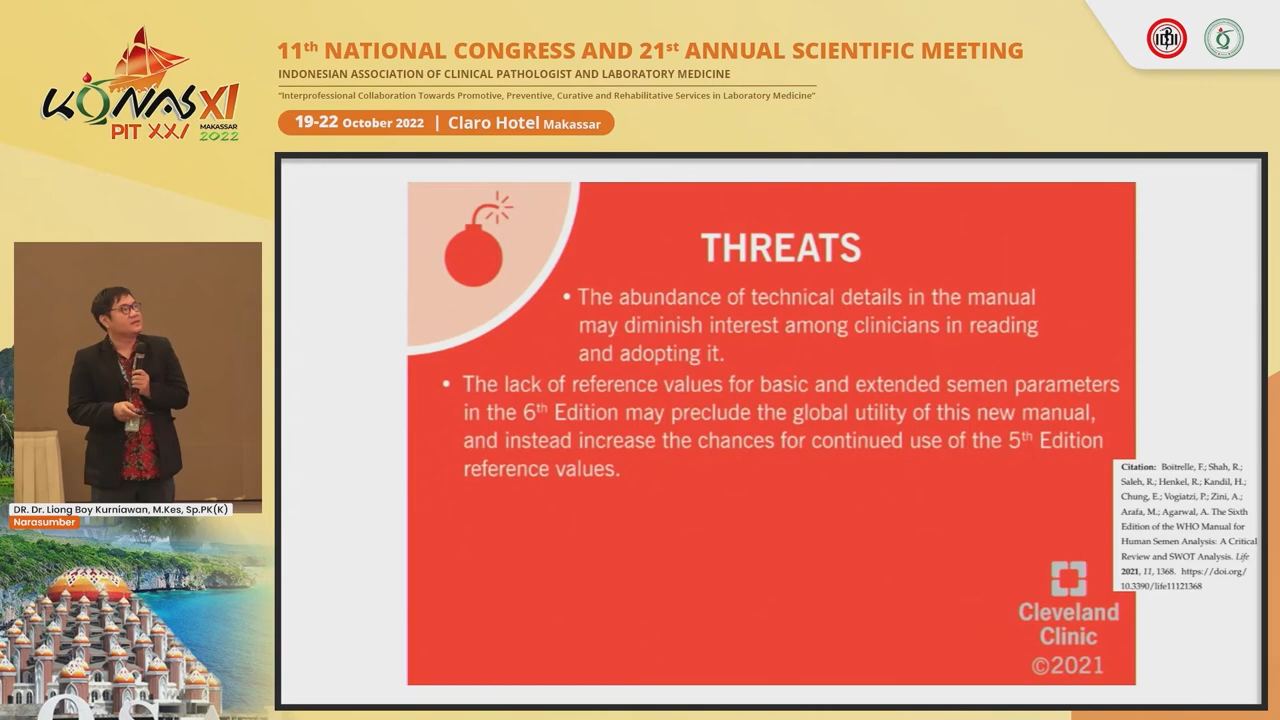 KONAS XI
PIT XXI
MAKASSAR
2022
11th NATIONAL CONGRESS AND 21st ANNUAL SCIENTIFIC MEETING
INDONESIAN ASSOCIATION OF CLINICAL PATHOLOGIST AND LABORATORY MEDICINE
"Interprofessional Collaboration Towards Promotive, Preventive, Curative and Rehabilitative Services in Laboratory Medicine"
19-22 October 2022 | Claro Hotel Makassar
THREATS
• The abundance of technical details in the manual
may diminish interest among clinicians in reading
and adopting it.
• The lack of reference values for basic and extended semen parameters
in the 6th Edition may preclude the global utility of this new manual,
and instead increase the chances for continued use of the 5th Edition
reference values.
Citation: Boitrelle, F.; Shah, R.;
Saleh, R.; Henkel, R.; Kandil, H.;
Chung, E.; Vogiatzi, P.; Zini, A.;
Arafa, M.; Agarwal, A. The Sixth
Edition of the WHO Manual for
Human Semen Analysis: A Critical
Review and SWOT Analysis. Life
2021, 11, 1368. https://doi.org/
10.3390/life11121368
Cleveland
Clinic
©2021
DR. Dr. Liong Boy Kurniawan, M.Kes, Sp.PK(K)
Narasumber